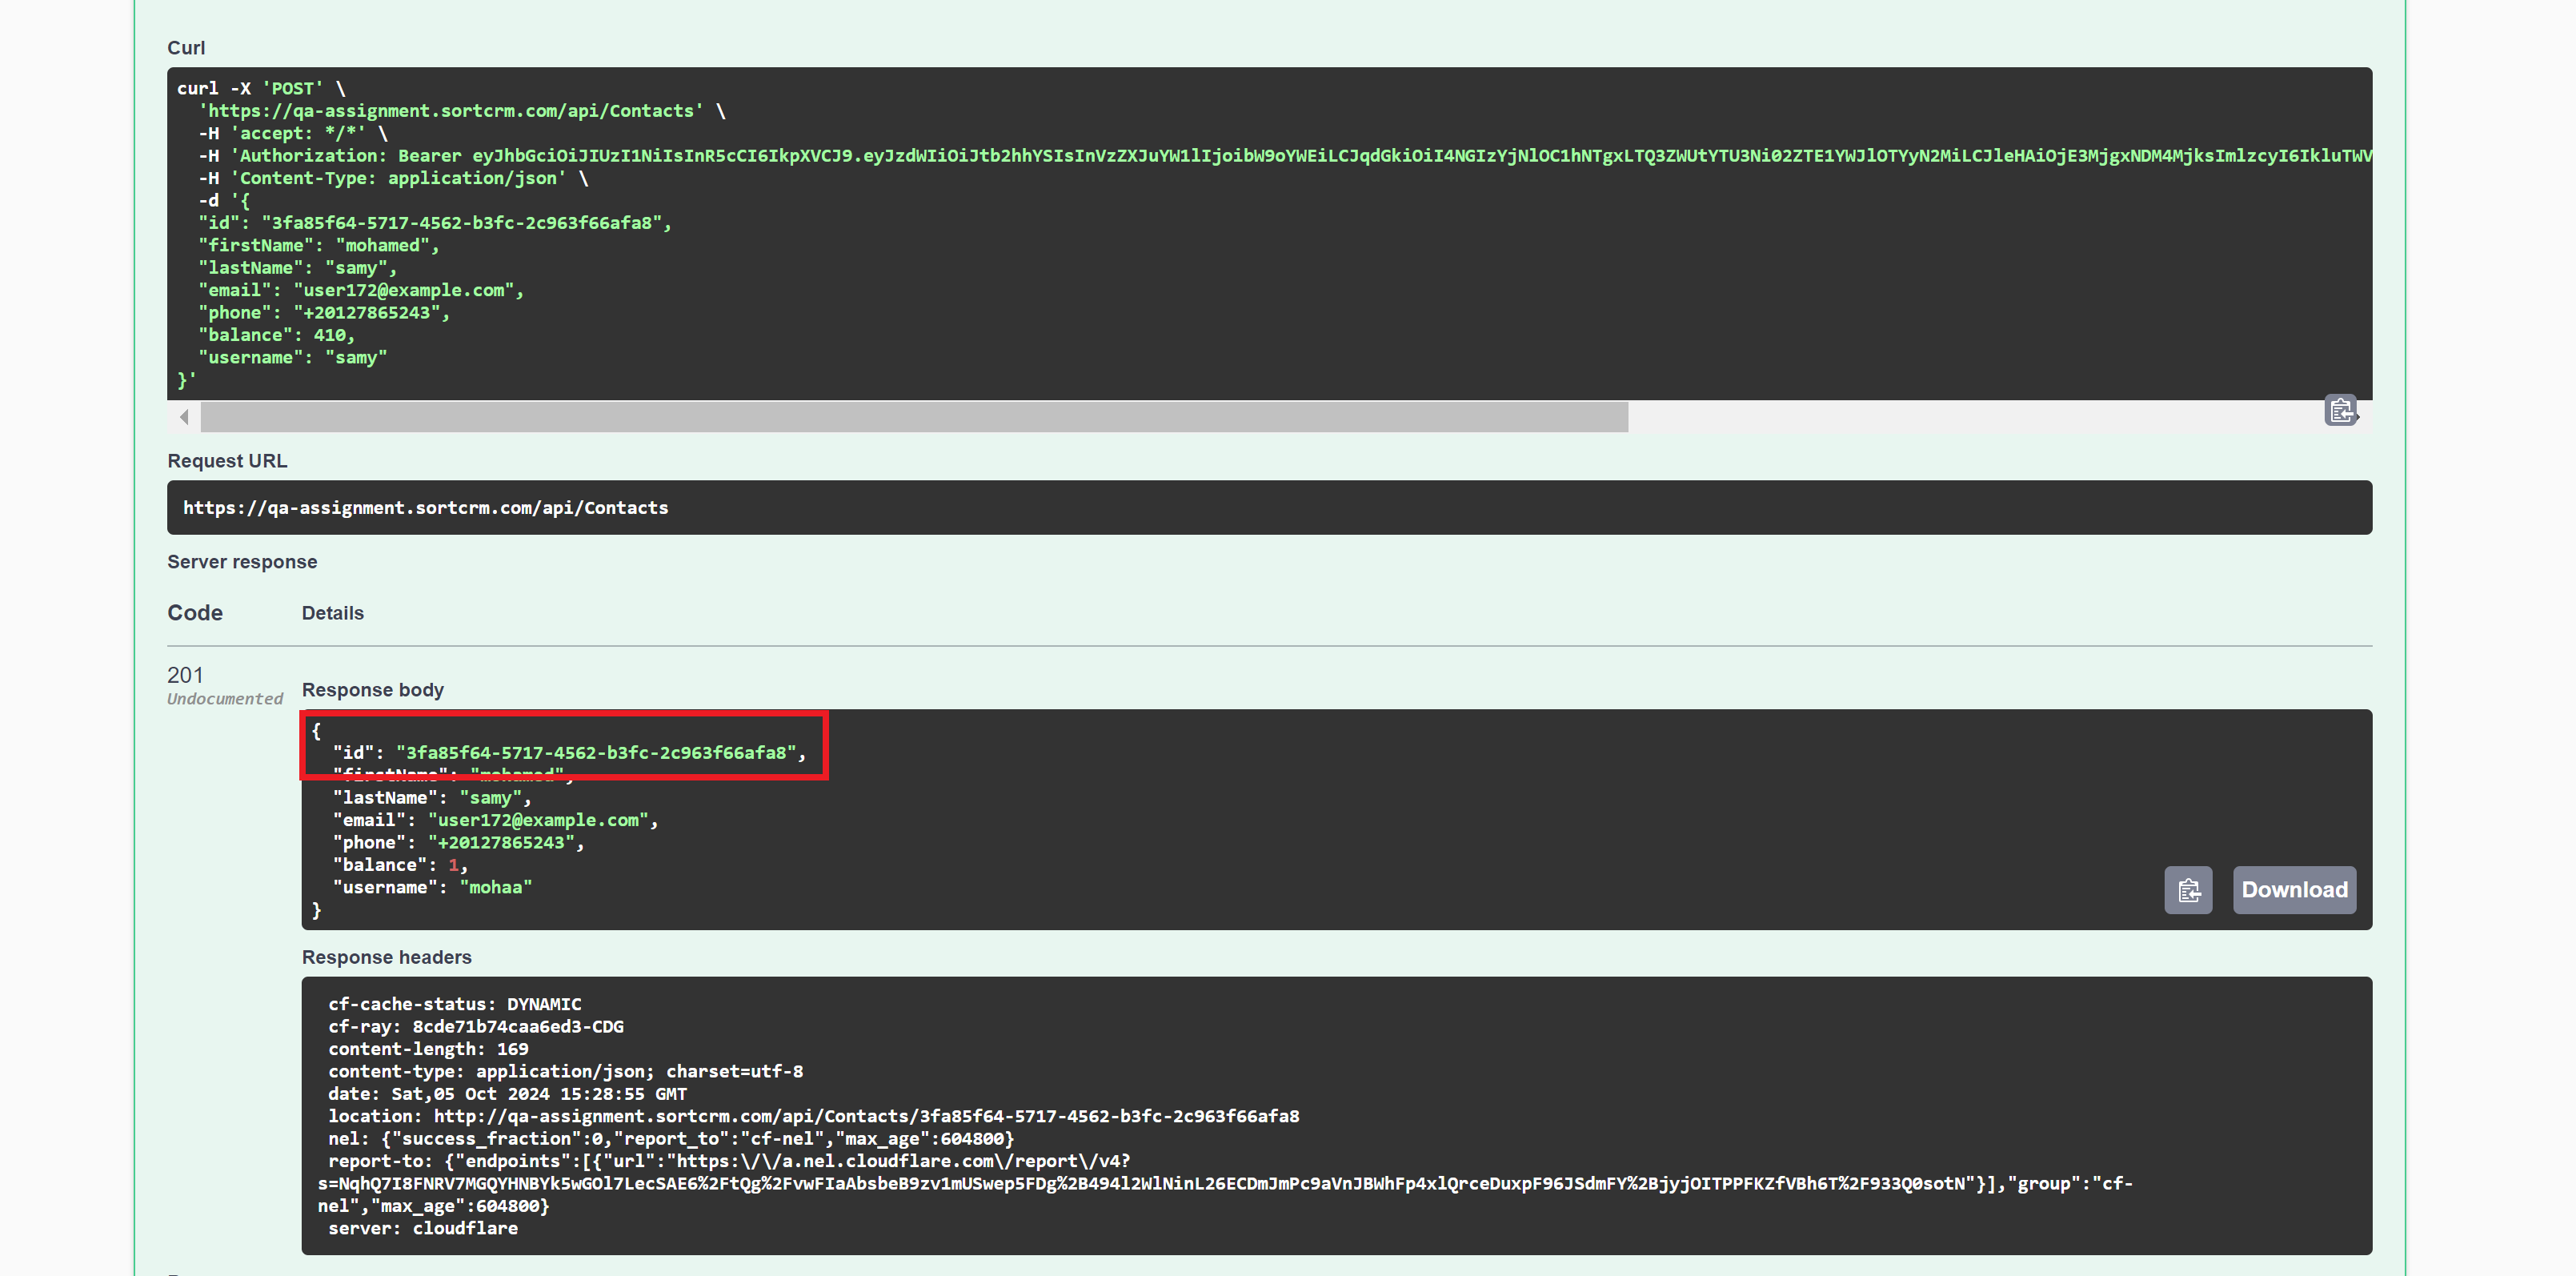 Curl
curl -X 'POST' \
'https://qa-assignment.sortcrm.com/api/Contacts' \
-H 'accept: */*' \
-H 'Authorization: Bearer eyJhbGciOiJIUzI1NiIsInR5cCI6IkpXVCJ9.eyJzdWIiOiJtb2hhYSIsInVzZXJuYW1lIjoibW9oYWEiLCJqdGkiOiI4NGIzYjNlOC1hNTgxLTQ3ZWUtYTU3Ni02ZTE1YWJlOTYyN2MiLCJleHAiOjE3MjgxNDM4MjksImlzcyI6IkluTWV
-H 'Content-Type: application/json' \
-d '{
"id": "3fa85f64-5717-4562-b3fc-2c963f66afa8",
"firstName": "mohamed",
"lastName": "samy",
"email": "user172@example.com",
"phone": "+20127865243",
"balance": 410,
"username": "samy"
}'
Request URL
https://qa-assignment.sortcrm.com/api/Contacts
Server response
Code Details
201
Undocumented
Response body
{
"id": "3fa85f64-5717-4562-b3fc-2c963f66afa8",
"firstName": "mohamed",
"lastName": "samy",
"email": "user172@example.com",
"phone": "+20127865243",
"balance": 1,
"username": "mohaa"
}
Download
Response headers
cf-cache-status: DYNAMIC
cf-ray: 8cde71b74caa6ed3-CDG
content-length: 169
content-type: application/json; charset=utf-8
date: Sat,05 Oct 2024 15:28:55 GMT
location: http://qa-assignment.sortcrm.com/api/Contacts/3fa85f64-5717-4562-b3fc-2c963f66afa8
nel: {"success_fraction":0,"report_to":"cf-nel","max_age":604800}
report-to: {"endpoints":[{"url":"https:\/\/a.nel.cloudflare.com\/report\/v4?
s=NqhQ7I8FNRV7MGQYHNBYk5wGOl7LecSAE6%2FtQg%2FvwFIaAbsbeB9zv1mUSwep5FDg%2B494l2WlNinL26ECDmJmPc9aVnJBWhFp4xlQrceDuxpF96JSdmFY%2BjyjOITPPFKZfVBh6T%2F933Q0sotN"}],"group":"cf-
nel","max_age":604800}
server: cloudflare